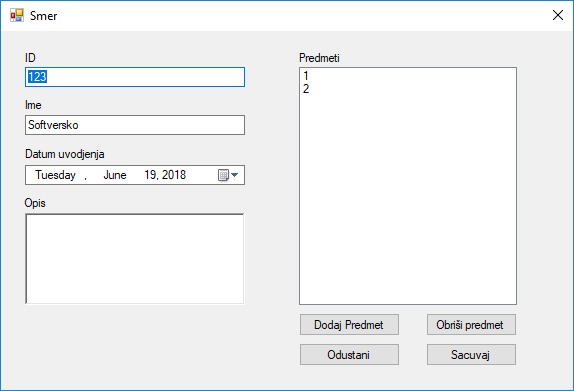 Smer
ID
123
Ime
Softversko
Datum uvodjenja
Tuesday , June 19, 2018
Opis
Predmeti
1
2
Dodaj Predmet
Obriši predmet
Odustani
Sacuvaj